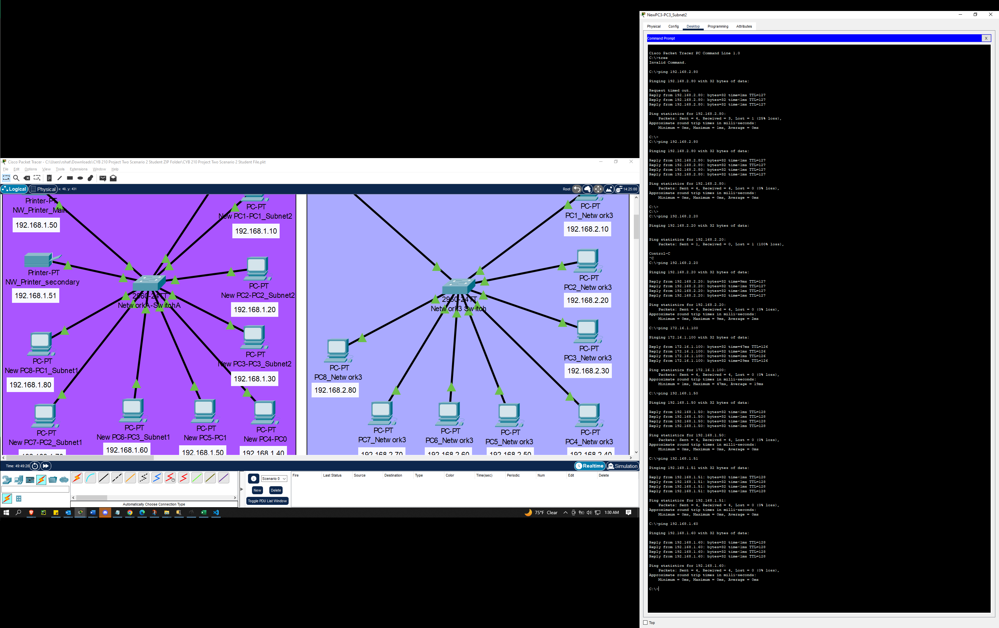 NewPC3-PC3_Subnet2
Physical Config Desktop Programming Attributes
Command Prompt X
Cisco Packet Tracer PC Command Line 1.0
C:\>tree
Invalid Command.
C:\>ping 192.168.2.80
Pinging 192.168.2.80 with 32 bytes of data:
Request timed out.
Reply from 192.168.2.80: bytes=32 time=1ms TTL=127
Reply from 192.168.2.80: bytes=32 time<1ms TTL=127
Reply from 192.168.2.80: bytes=32 time<1ms TTL=127
Ping statistics for 192.168.2.80:
Packets: Sent = 4, Received = 3, Lost = 1 (25% loss),
Approximate round trip times in milli-seconds:
Minimum = 0ms, Maximum = 1ms, Average = 0ms
C:\>
C:\>ping 192.168.2.80
Pinging 192.168.2.80 with 32 bytes of data:
Reply from 192.168.2.80: bytes=32 time<1ms TTL=127
Reply from 192.168.2.80: bytes=32 time<1ms TTL=127
Reply from 192.168.2.80: bytes=32 time<1ms TTL=127
Reply from 192.168.2.80: bytes=32 time<1ms TTL=127
Ping statistics for 192.168.2.80:
Packets: Sent = 4, Received = 4, Lost = 0 (0% loss),
Approximate round trip times in milli-seconds:
Minimum = 0ms, Maximum = 0ms, Average = 0ms
C:\>
C:\>
C:\>ping 192.168.2.20
Pinging 192.168.2.20 with 32 bytes of data:
Ping statistics for 192.168.2.20:
Packets: Sent = 1, Received = 0, Lost = 1 (100% loss),
Control-C
^C
C:\>ping 192.168.2.20
Pinging 192.168.2.20 with 32 bytes of data:
Reply from 192.168.2.20: bytes=32 time=9ms TTL=127
Reply from 192.168.2.20: bytes=32 time<1ms TTL=127
Reply from 192.168.2.20: bytes=32 time<1ms TTL=127
Reply from 192.168.2.20: bytes=32 time=1ms TTL=127
Ping statistics for 192.168.2.20:
Packets: Sent = 4, Received = 4, Lost = 0 (0% loss),
Approximate round trip times in milli-seconds:
Minimum = 0ms, Maximum = 9ms, Average = 2ms
C:\>ping 172.16.1.100
Pinging 172.16.1.100 with 32 bytes of data:
Reply from 172.16.1.100: bytes=32 time=47ms TTL=126
Reply from 172.16.1.100: bytes=32 time=1ms TTL=126
Reply from 172.16.1.100: bytes=32 time=1ms TTL=126
Reply from 172.16.1.100: bytes=32 time=29ms TTL=126
Ping statistics for 172.16.1.100:
Packets: Sent = 4, Received = 4, Lost = 0 (0% loss),
Approximate round trip times in milli-seconds:
Minimum = 1ms, Maximum = 47ms, Average = 19ms
C:\>ping 192.168.1.50
Pinging 192.168.1.50 with 32 bytes of data:
Reply from 192.168.1.50: bytes=32 time<1ms TTL=128
Reply from 192.168.1.50: bytes=32 time<1ms TTL=128
Reply from 192.168.1.50: bytes=32 time<1ms TTL=128
Reply from 192.168.1.50: bytes=32 time<1ms TTL=128
Ping statistics for 192.168.1.50:
Packets: Sent = 4, Received = 4, Lost = 0 (0% loss),
Approximate round trip times in milli-seconds:
Minimum = 0ms, Maximum = 0ms, Average = 0ms
C:\>ping 192.168.1.51
Pinging 192.168.1.51 with 32 bytes of data:
Reply from 192.168.1.51: bytes=32 time<1ms TTL=128
Reply from 192.168.1.51: bytes=32 time<1ms TTL=128
Reply from 192.168.1.51: bytes=32 time<1ms TTL=128
Reply from 192.168.1.51: bytes=32 time<1ms TTL=128
Ping statistics for 192.168.1.51:
Packets: Sent = 4, Received = 4, Lost = 0 (0% loss),
Approximate round trip times in milli-seconds:
Minimum = 0ms, Maximum = 0ms, Average = 0ms
C:\>ping 192.168.1.60
Pinging 192.168.1.60 with 32 bytes of data:
Reply from 192.168.1.60: bytes=32 time<1ms TTL=128
Reply from 192.168.1.60: bytes=32 time<1ms TTL=128
Reply from 192.168.1.60: bytes=32 time<1ms TTL=128
Reply from 192.168.1.60: bytes=32 time<1ms TTL=128
Ping statistics for 192.168.1.60:
Packets: Sent = 4, Received = 4, Lost = 0 (0% loss),
Approximate round trip times in milli-seconds:
Minimum = 0ms, Maximum = 0ms, Average = 0ms
C:\>
Top
Cisco Packet Tracer - C:\Users\rshat\Downloads\CYB 210 Project Two Scenario 2 Student ZIP Folder\CYB 210 Project Two Scenario 2 Student File.pkt
File Edit Options View Tools Extensions Window Help
Logical Physical x: 48, y: 431 Root 14:25:00
Printer-PT
NW_Printer_Main
192.168.1.50
PC-PT
New PC1-PC1_Subnet2
192.168.1.10
Printer-PT
NW_Printer_secondary
192.168.1.51
PC-PT
New PC2-PC2_Subnet2
192.168.1.20
2960-24TT
NetworkA-SwitchA
PC-PT
New PC3-PC3_Subnet2
192.168.1.30
PC-PT
New PC8-PC1_Subnet1
192.168.1.80
PC-PT
New PC7-PC2_Subnet1
192.168.1.70
PC-PT
New PC6-PC3_Subnet1
192.168.1.60
PC-PT
New PC5-PC1
192.168.1.50
PC-PT
New PC4-PC0
192.168.1.40
PC-PT
PC1_Network3
192.168.2.10
PC-PT
PC2_Network3
192.168.2.20
2960-24TT
Network3 Switch
PC-PT
PC3_Network3
192.168.2.30
PC-PT
PC8_Network3
192.168.2.80
PC-PT
PC7_Network3
192.168.2.70
PC-PT
PC6_Network3
192.168.2.60
PC-PT
PC5_Network3
192.168.2.50
PC-PT
PC4_Network3
192.168.2.40
Time: 49:49:28 Realtime Simulation
Scenario 0
New Delete
Toggle PDU List Window
Fire Last Status Source Destination Type Color Time(sec) Periodic Num Edit Delete
Automatically Choose Connection Type
75°F Clear 1:30 AM